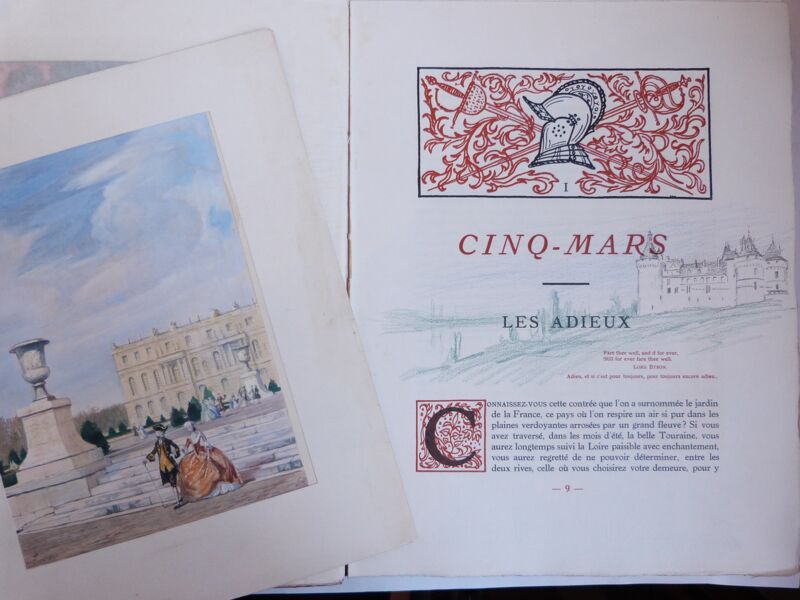 I
CINQ-MARS
LES ADIEUX
Fare thee well, and if for ever,
Still for ever fare thee well.
LORD BYRON.
Adieu, et si c'est pour toujours, pour toujours encore adieu..
CONNAISSEZ-VOUS cette contrée que l'on a surnommée le jardin
de la France, ce pays où l'on respire un air si pur dans les
plaines verdoyantes arrosées par un grand fleuve? Si vous
avez traversé, dans les mois d'été, la belle Touraine, vous
aurez longtemps suivi la Loire paisible avec enchantement,
vous aurez regretté de ne pouvoir déterminer, entre les
deux rives, celle où vous choisirez votre demeure, pour y
— 9 —